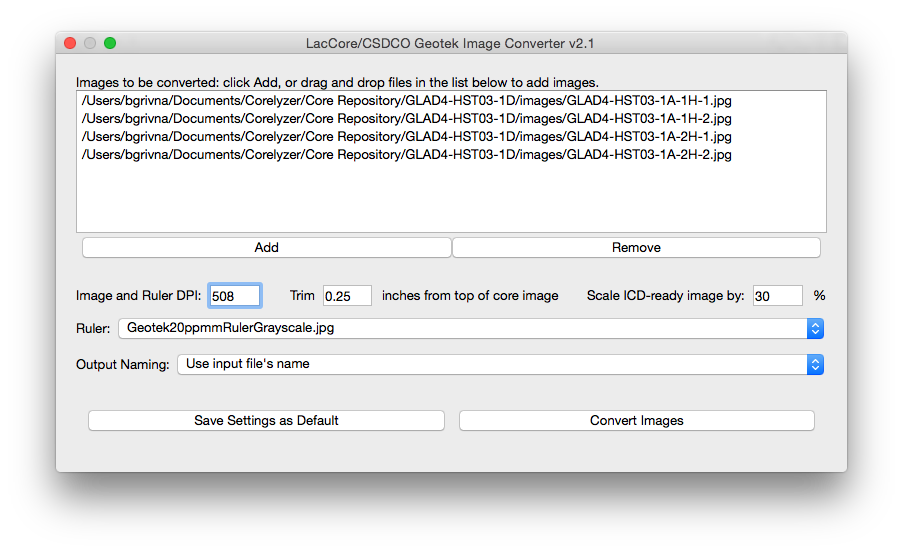 LacCore/CSDCO Geotek Image Converter v2.1
Images to be converted: click Add, or drag and drop files in the list below to add images.
/Users/bgrivna/Documents/Corelyzer/Core Repository/GLAD4-HST03-1D/images/GLAD4-HST03-1A-1H-1.jpg
/Users/bgrivna/Documents/Corelyzer/Core Repository/GLAD4-HST03-1D/images/GLAD4-HST03-1A-1H-2.jpg
/Users/bgrivna/Documents/Corelyzer/Core Repository/GLAD4-HST03-1D/images/GLAD4-HST03-1A-2H-1.jpg
/Users/bgrivna/Documents/Corelyzer/Core Repository/GLAD4-HST03-1D/images/GLAD4-HST03-1A-2H-2.jpg
Add Remove
Image and Ruler DPI: 508 Trim 0.25 inches from top of core image Scale ICD-ready image by: 30 %
Ruler: Geotek20ppmmRulerGrayscale.jpg
Output Naming: Use input file's name
Save Settings as Default Convert Images